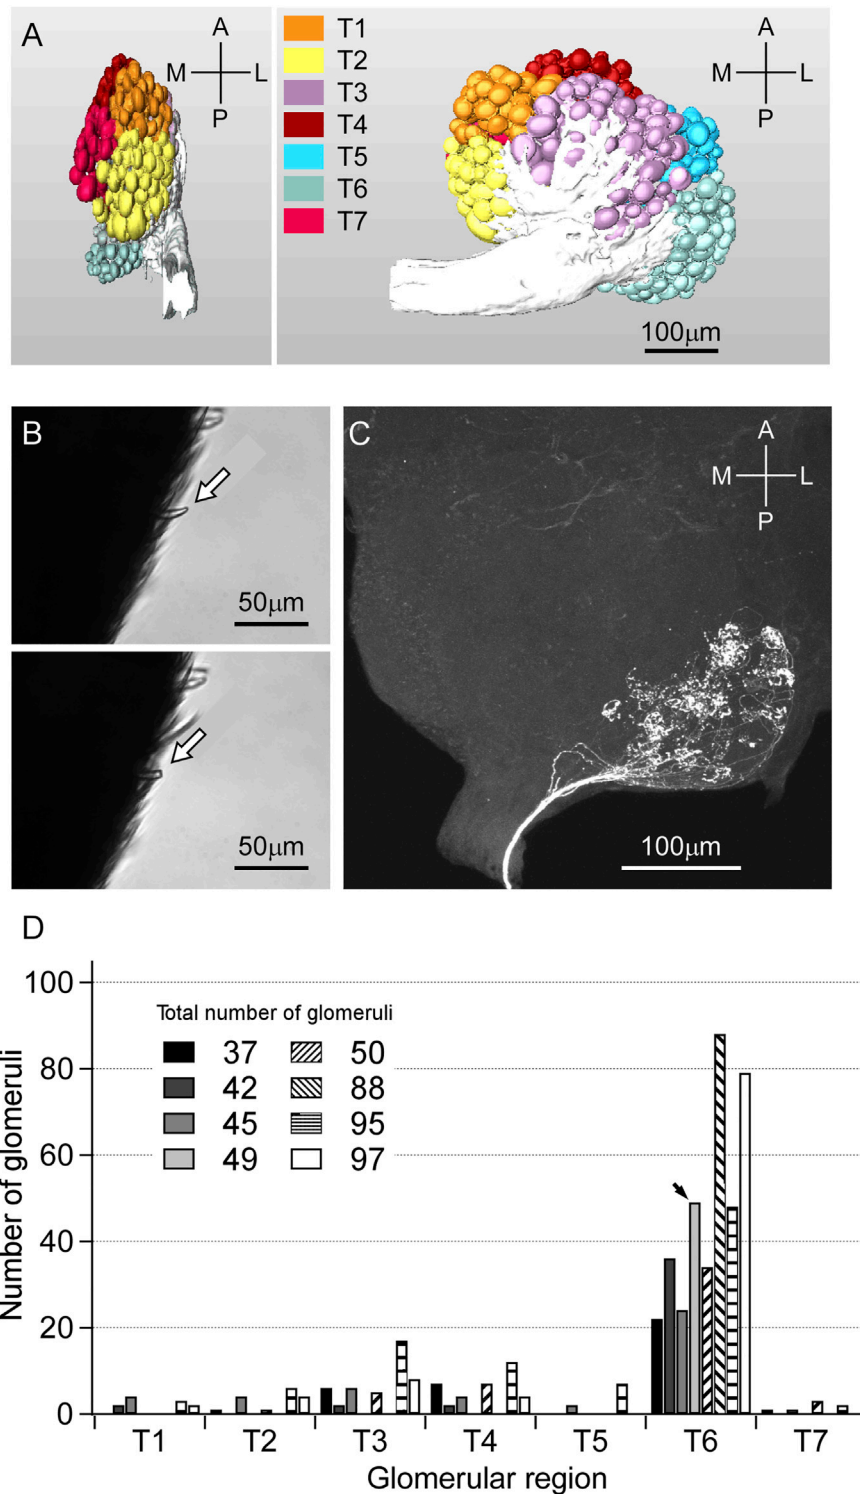 A
A
M
L
P
T1
T2
T3
T4
T5
T6
T7
A
M
L
P
100μm
B
50μm
50μm
C
A
M
L
P
100μm
D
Number of glomeruli
100
80
60
40
20
0
Total number of glomeruli
37
50
42
88
45
95
49
97
T1
T2
T3
T4
T5
T6
T7
Glomerular region